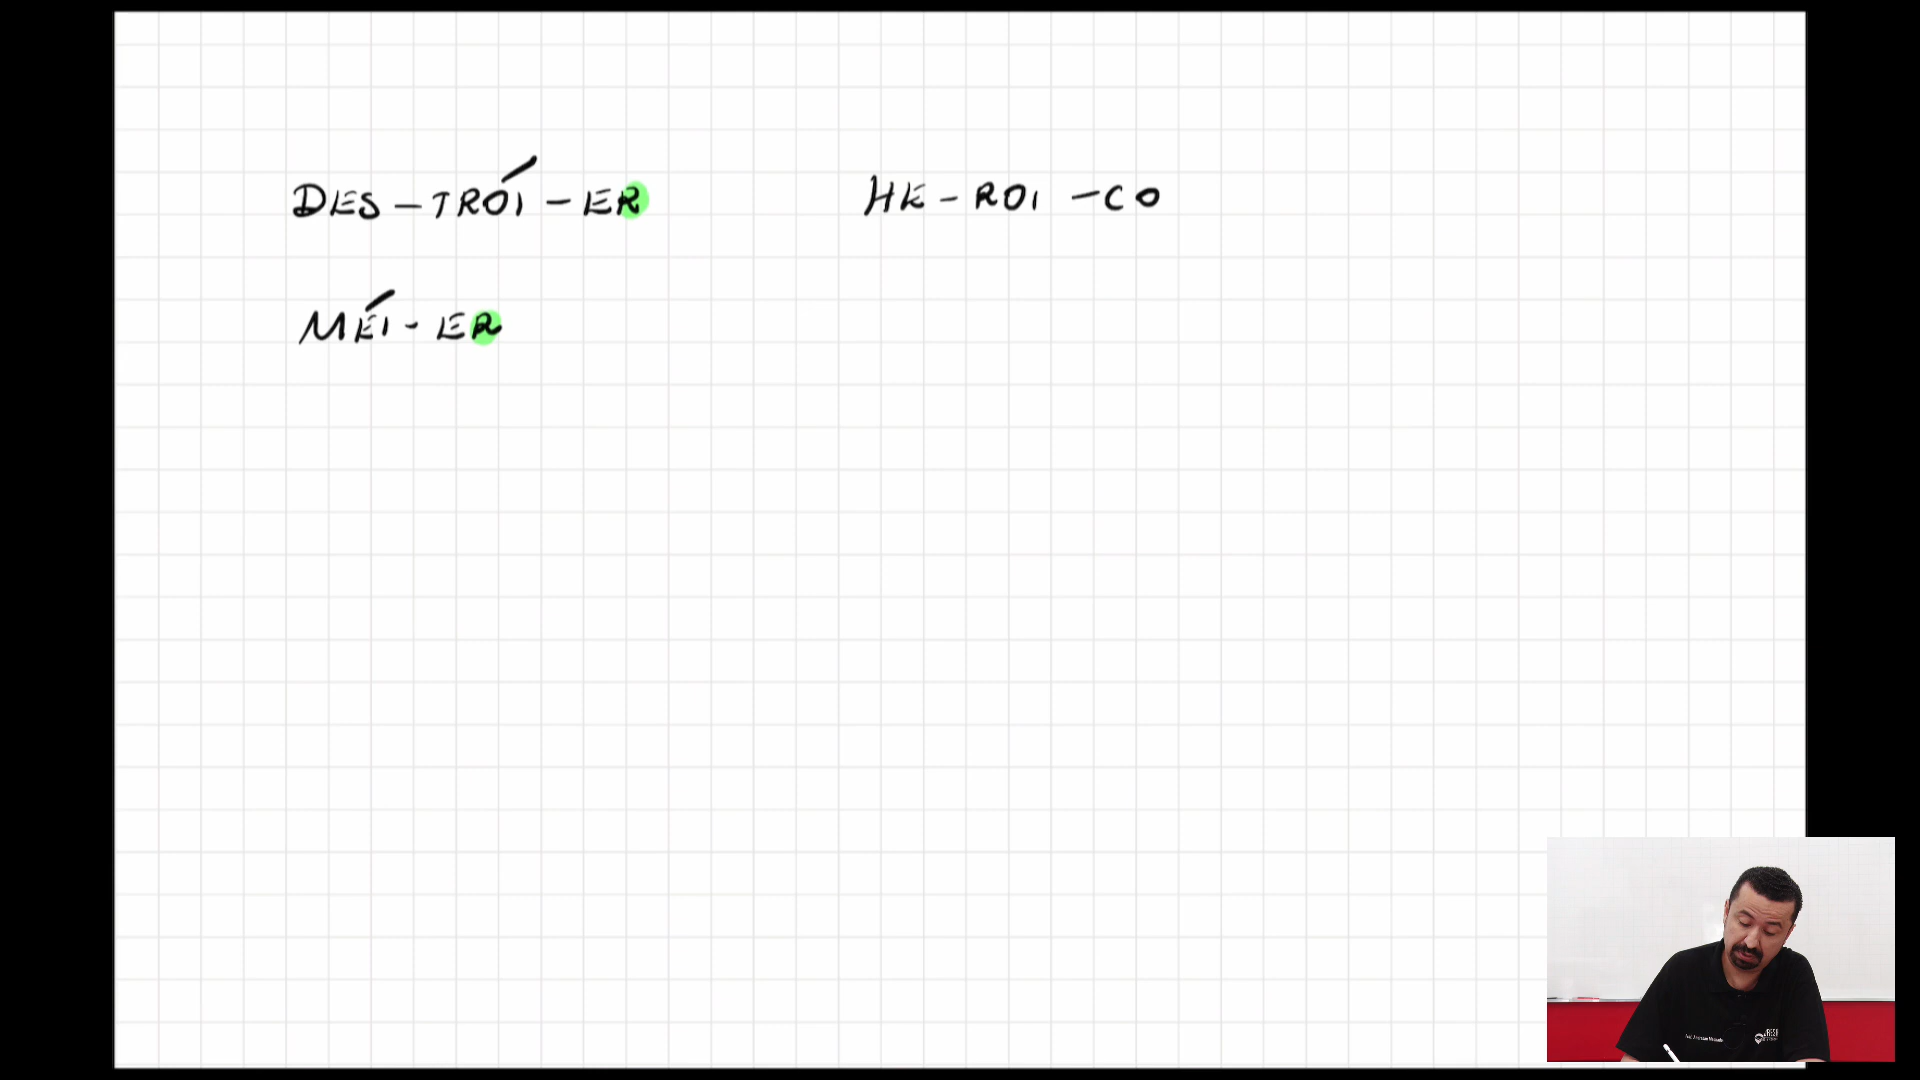 DES - TRÓI - ER
HE - ROI - CO
MÉI - ER